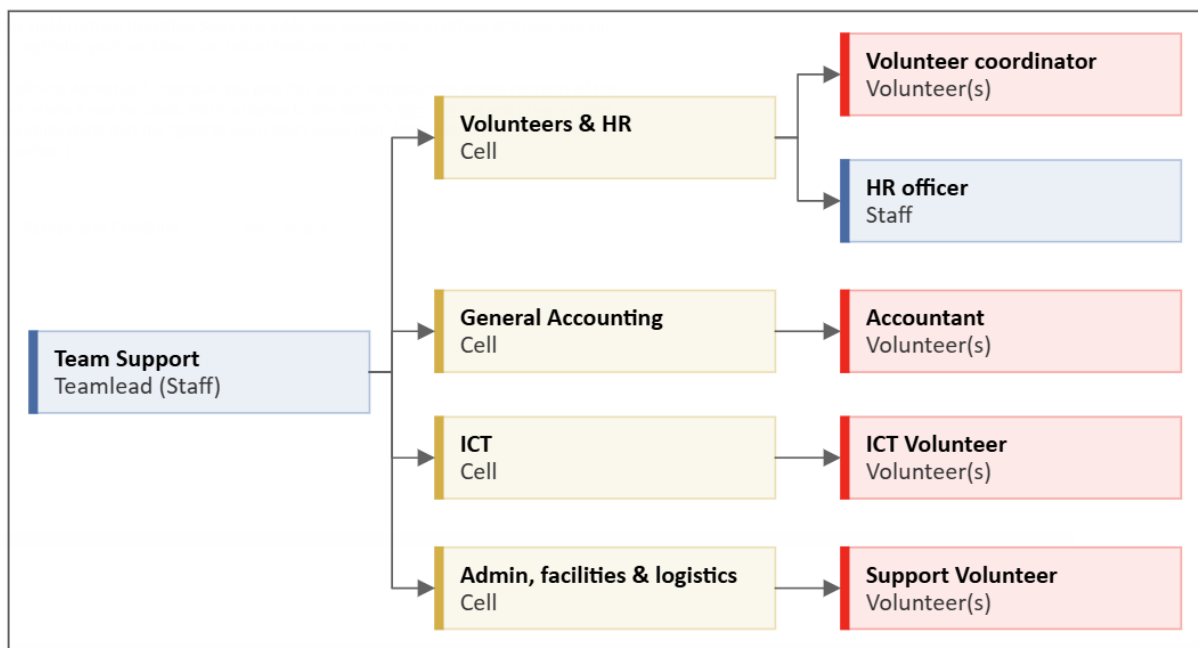 Team Support
Teamlead (Staff)
Volunteers & HR
Cell
Volunteer coordinator
Volunteer(s)
HR officer
Staff
General Accounting
Cell
Accountant
Volunteer(s)
ICT
Cell
ICT Volunteer
Volunteer(s)
Admin, facilities & logistics
Cell
Support Volunteer
Volunteer(s)